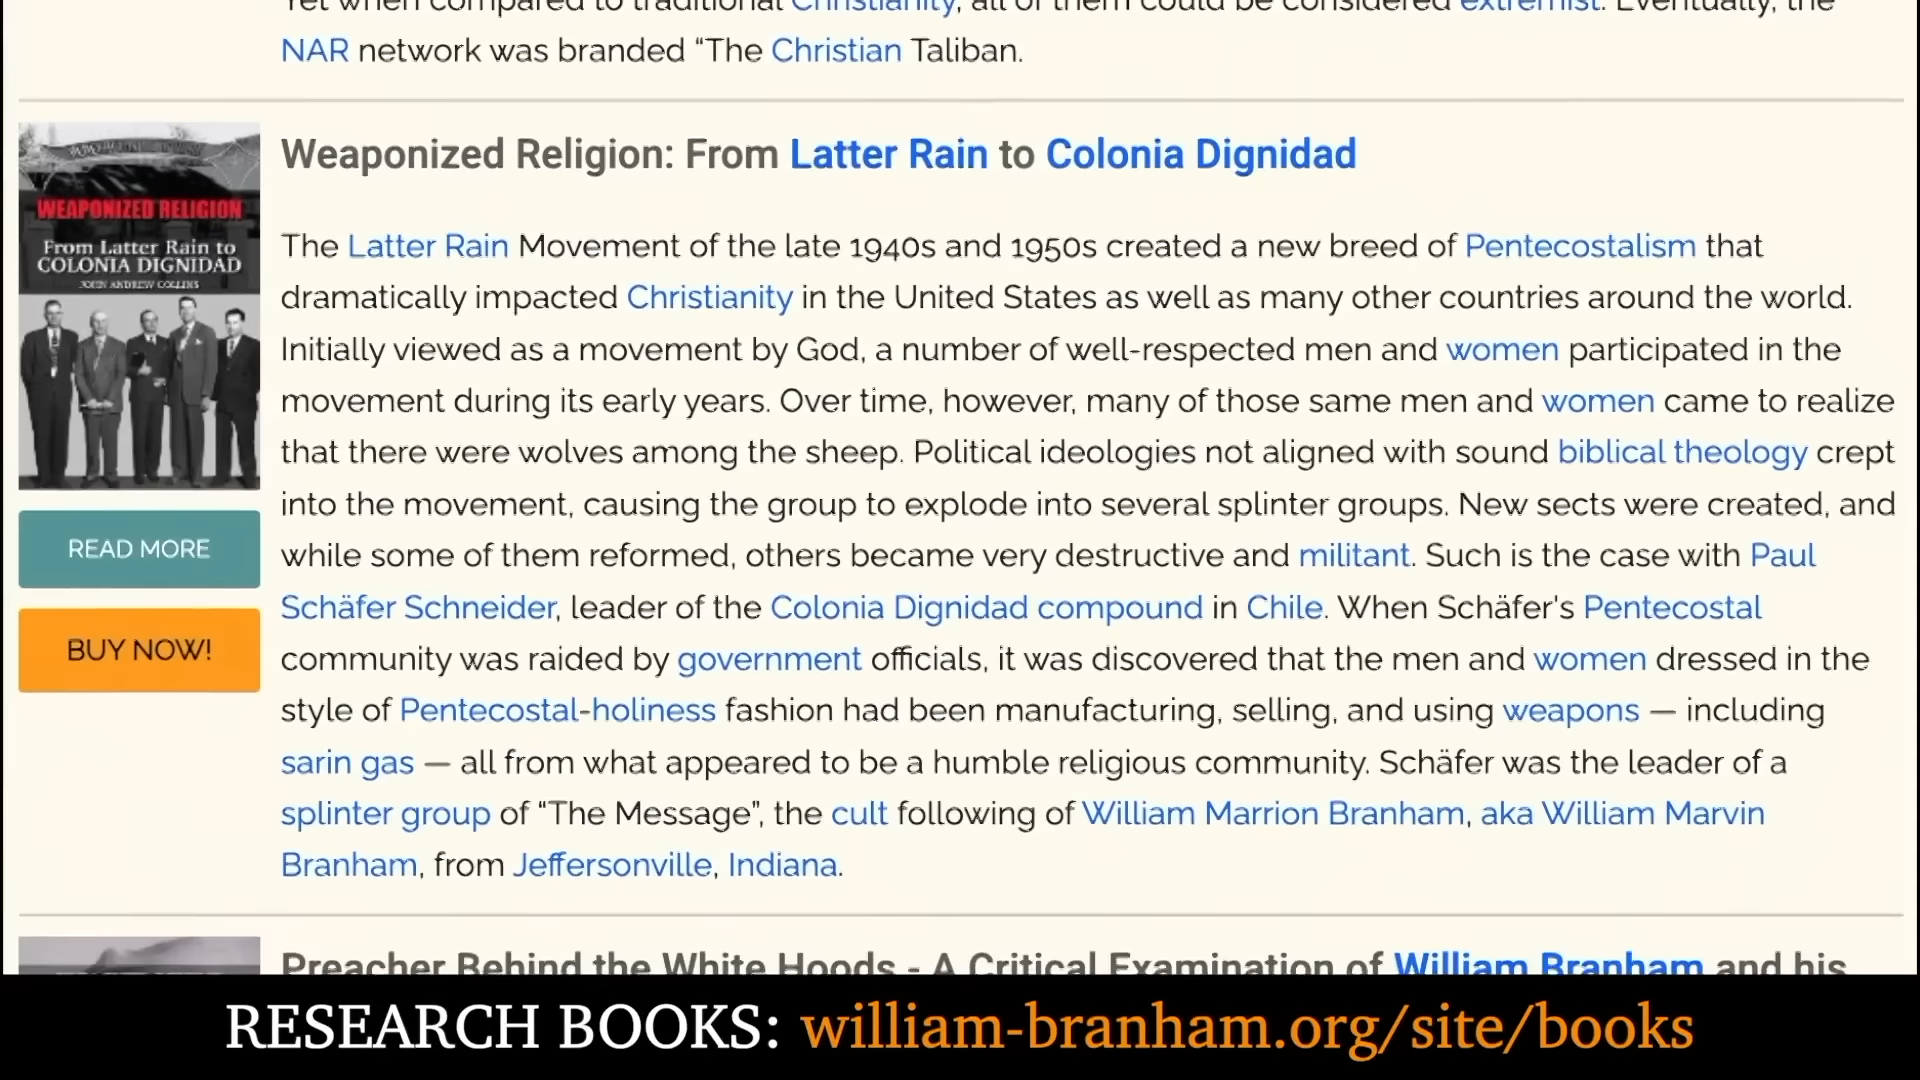 Yet when compared to traditional Christianity, all of them could be considered extremist. Eventually, the
NAR network was branded “The Christian Taliban.
WEAPONIZED RELIGION
From Latter Rain to
COLONIA DIGNIDAD
JOHN ANDREW COLLINS
READ MORE
BUY NOW!
Weaponized Religion: From Latter Rain to Colonia Dignidad
The Latter Rain Movement of the late 1940s and 1950s created a new breed of Pentecostalism that
dramatically impacted Christianity in the United States as well as many other countries around the world.
Initially viewed as a movement by God, a number of well-respected men and women participated in the
movement during its early years. Over time, however, many of those same men and women came to realize
that there were wolves among the sheep. Political ideologies not aligned with sound biblical theology crept
into the movement, causing the group to explode into several splinter groups. New sects were created, and
while some of them reformed, others became very destructive and militant. Such is the case with Paul
Schäfer Schneider, leader of the Colonia Dignidad compound in Chile. When Schäfer's Pentecostal
community was raided by government officials, it was discovered that the men and women dressed in the
style of Pentecostal-holiness fashion had been manufacturing, selling, and using weapons — including
sarin gas — all from what appeared to be a humble religious community. Schäfer was the leader of a
splinter group of “The Message”, the cult following of William Marrion Branham, aka William Marvin
Branham, from Jeffersonville, Indiana.
Preacher Behind the White Hoods - A Critical Examination of William Branham and his
RESEARCH BOOKS: william-branham.org/site/books